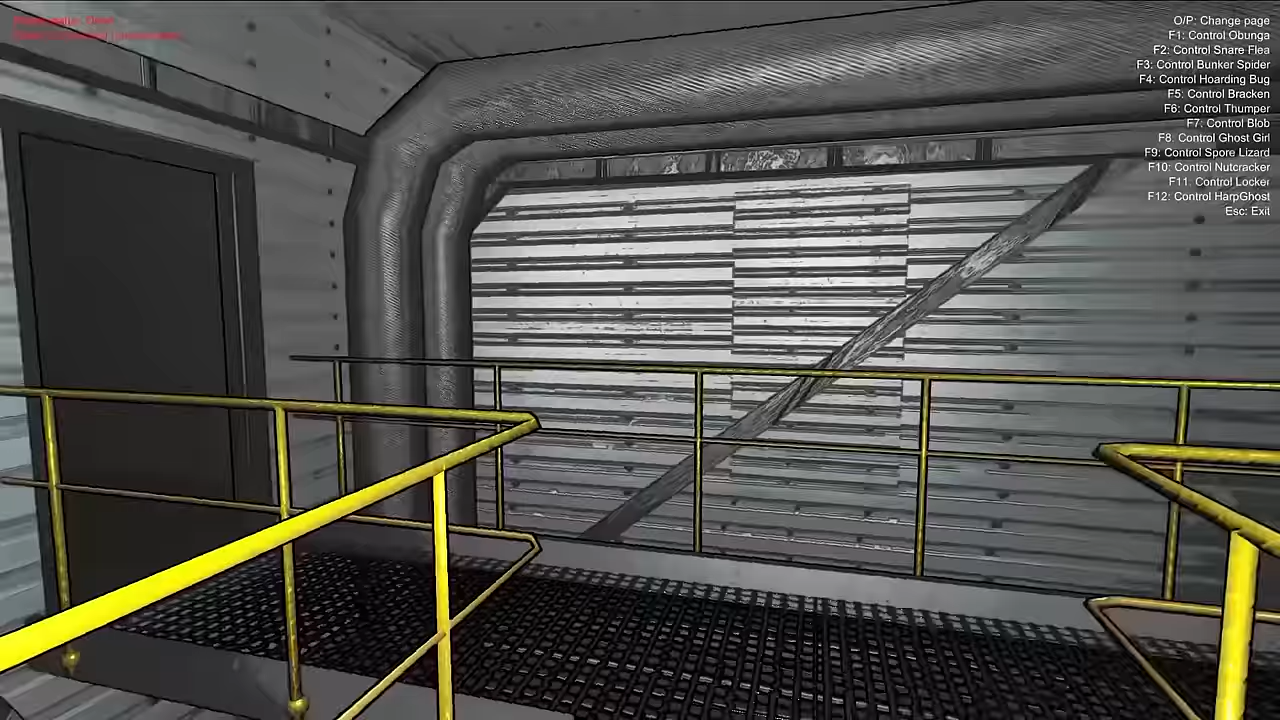 O/P: Change page
F1: Control Obunga
F2: Control Snare Flea
F3: Control Bunker Spider
F4: Control Hoarding Bug
F5: Control Bracken
F6: Control Thumper
F7: Control Blob
F8: Control Ghost Girl
F9: Control Spore Lizard
F10: Control Nutcracker
F11: Control Locker
F12: Control HarpGhost
Esc: Exit